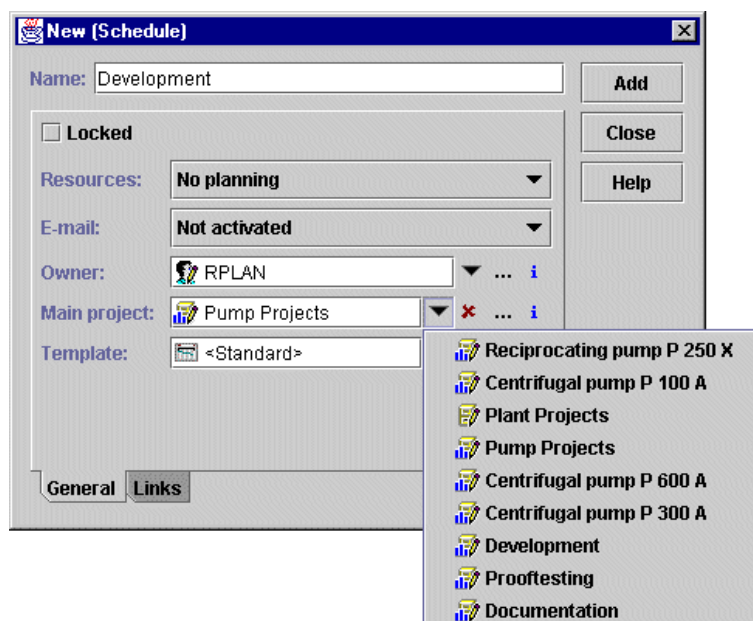 New (Schedule)
Name: Development
Add
Locked
Close
Resources: No planning
Help
E-mail: Not activated
Owner: RPLAN ... i
Main project: Pump Projects ... i
Template: <Standard>
Reciprocating pump P 250 X
Centrifugal pump P 100 A
Plant Projects
Pump Projects
Centrifugal pump P 600 A
Centrifugal pump P 300 A
Development
Prooftesting
Documentation
General Links